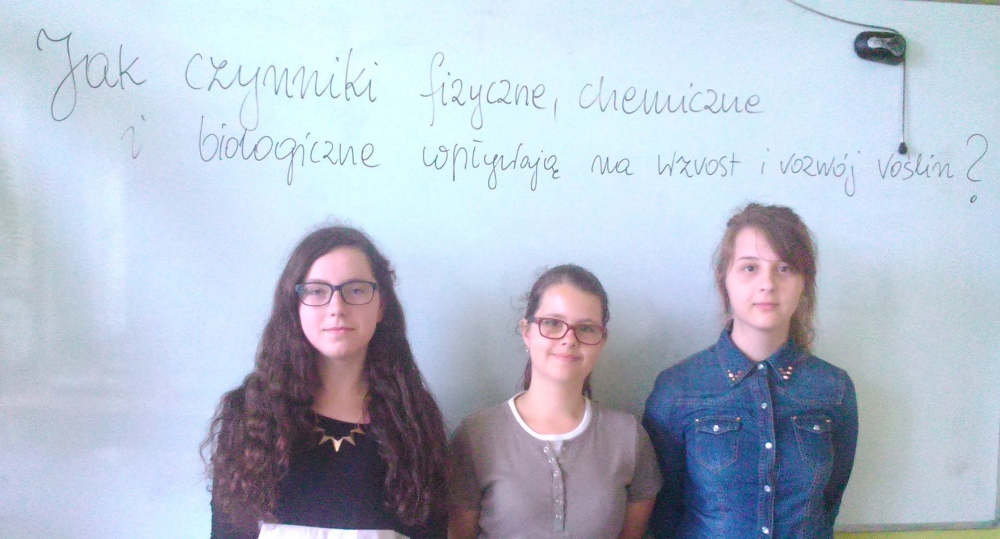 Jak czynniki fizyczne, chemiczne
i biologiczne wpływają na wzrost i rozwój roślin?